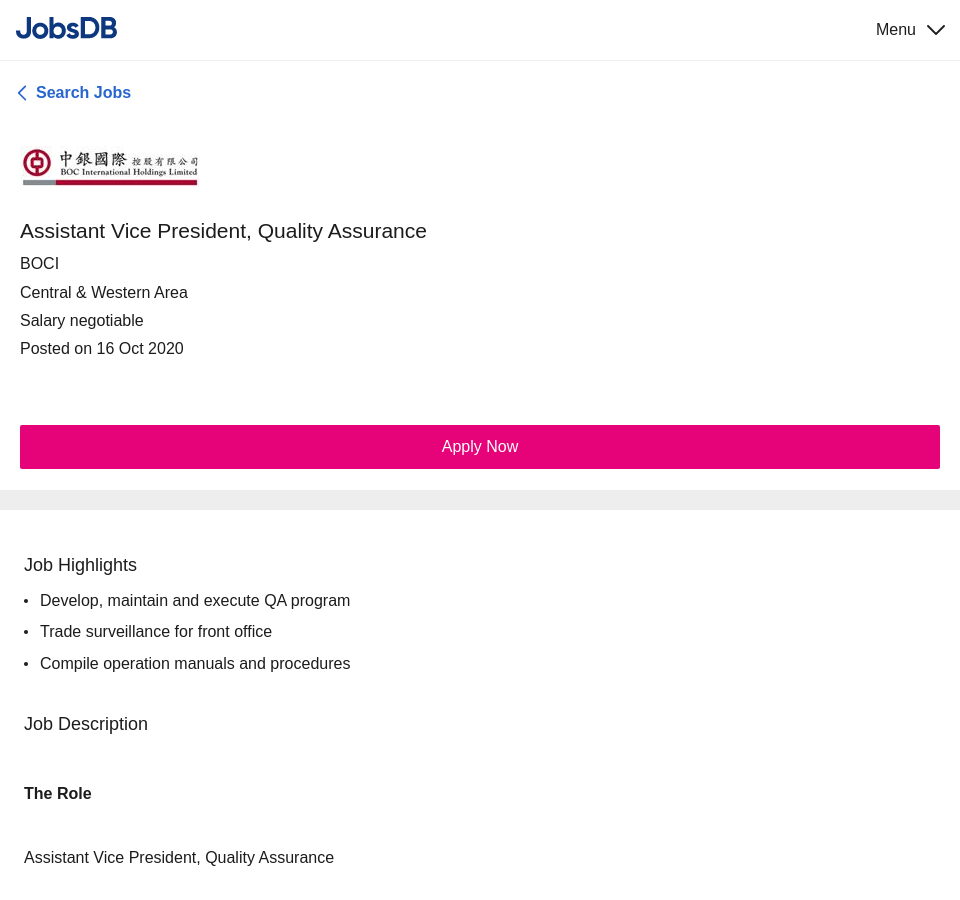 JobsDB
Menu
Search Jobs
中銀國際 控股有限公司
BOC International Holdings Limited
Assistant Vice President, Quality Assurance
BOCI
Central & Western Area
Salary negotiable
Posted on 16 Oct 2020
Apply Now
Job Highlights
• Develop, maintain and execute QA program
• Trade surveillance for front office
• Compile operation manuals and procedures
Job Description
The Role
Assistant Vice President, Quality Assurance